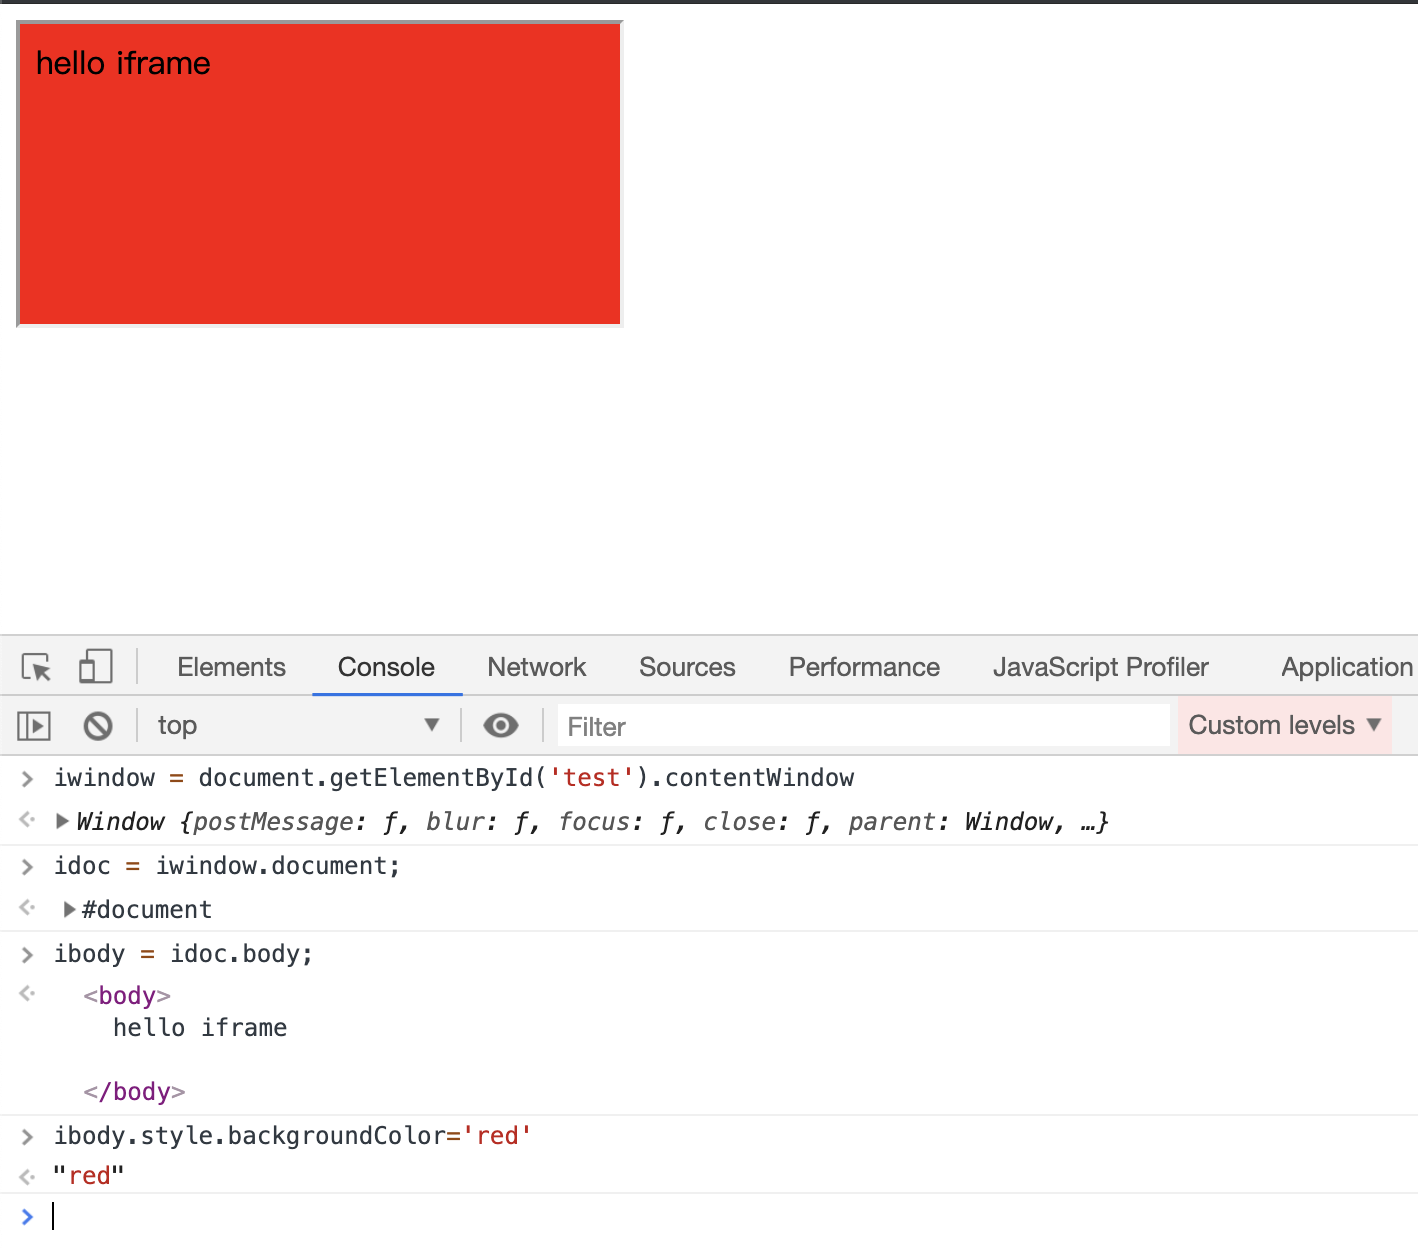 hello iframe
Elements Console Network Sources Performance JavaScript Profiler Application
top Filter Custom levels
iwindow = document.getElementById('test').contentWindow
Window {postMessage: ƒ, blur: ƒ, focus: ƒ, close: ƒ, parent: Window, …}
idoc = iwindow.document;
#document
ibody = idoc.body;
<body>
hello iframe
</body>
ibody.style.backgroundColor='red'
"red"